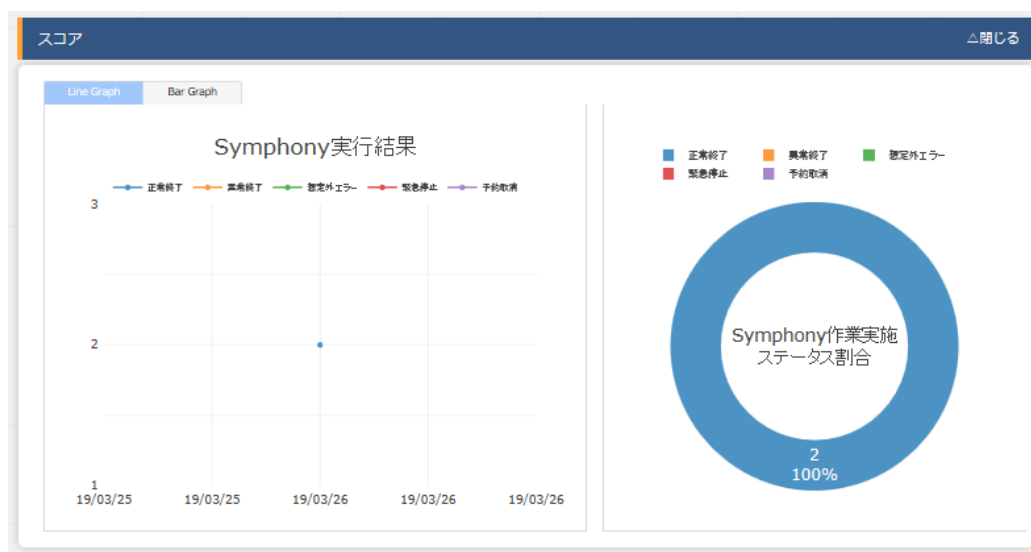 スコア
△閉じる
Line Graph
Bar Graph
Symphony実行結果
正常終了 異常終了 想定外エラー 緊急停止 予約取消
3
2
1
19/03/25 19/03/25 19/03/26 19/03/26 19/03/26
正常終了 異常終了 想定外エラー
緊急停止 予約取消
Symphony作業実施
ステータス割合
2
100%